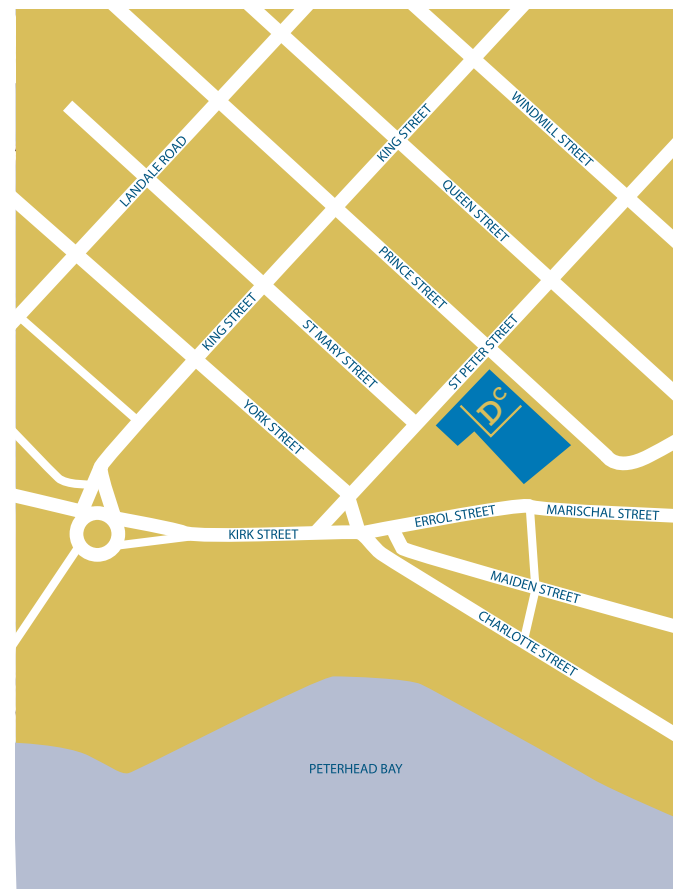 WINDMILL STREET
KING STREET
LANDALE ROAD
QUEEN STREET
PRINCE STREET
KING STREET
ST MARY STREET
ST PETER STREET
DC
YORK STREET
ERROL STREET
MARISCHAL STREET
KIRK STREET
MAIDEN STREET
CHARLOTTE STREET
PETERHEAD BAY